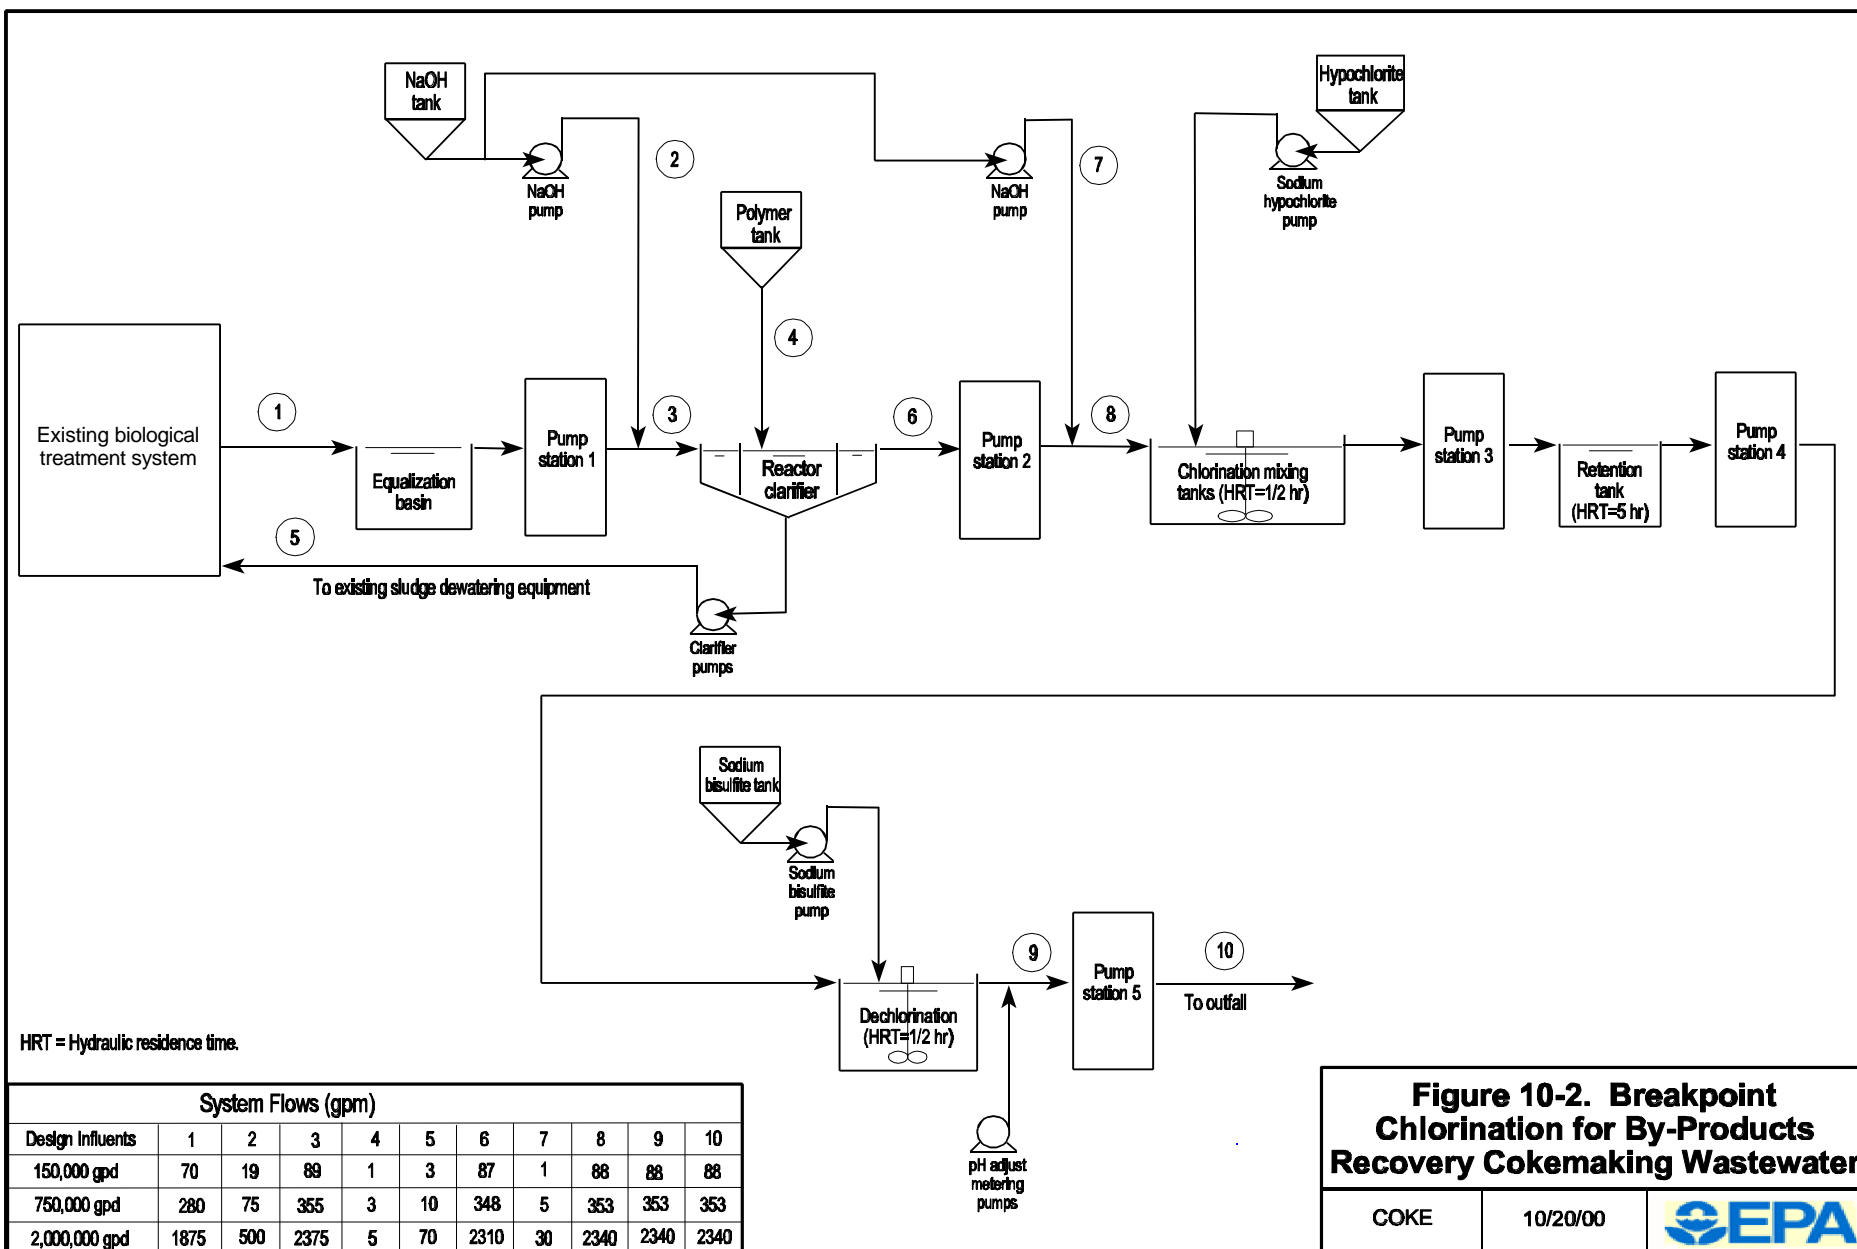 NaOH
tank
NaOH
pump
2
Polymer
tank
4
NaOH
pump
7
Hypochlorite
tank
Sodium
hypochlorite
pump
Existing biological
treatment system
1
Equalization
basin
Pump
station 1
3
Reactor
clarifier
6
Pump
station 2
8
Chlorination mixing
tanks (HRT=1/2 hr)
Pump
station 3
Retention
tank
(HRT=5 hr)
Pump
station 4
5
To existing sludge dewatering equipment
Clarifier
pumps
Sodium
bisulfite tank
Sodium
bisulfite
pump
Dechlorination
(HRT=1/2 hr)
9
Pump
station 5
10
To outfall
pH adjust
metering
pumps
HRT = Hydraulic residence time.
System Flows (gpm)
Design Influents 1 2 3 4 5 6 7 8 9 10
150,000 gpd 70 19 89 1 3 87 1 88 88 88
750,000 gpd 280 75 355 3 10 348 5 353 353 353
2,000,000 gpd 1875 500 2375 5 70 2310 30 2340 2340 2340
Figure 10-2. Breakpoint
Chlorination for By-Products
Recovery Cokemaking Wastewater
COKE 10/20/00 EPA